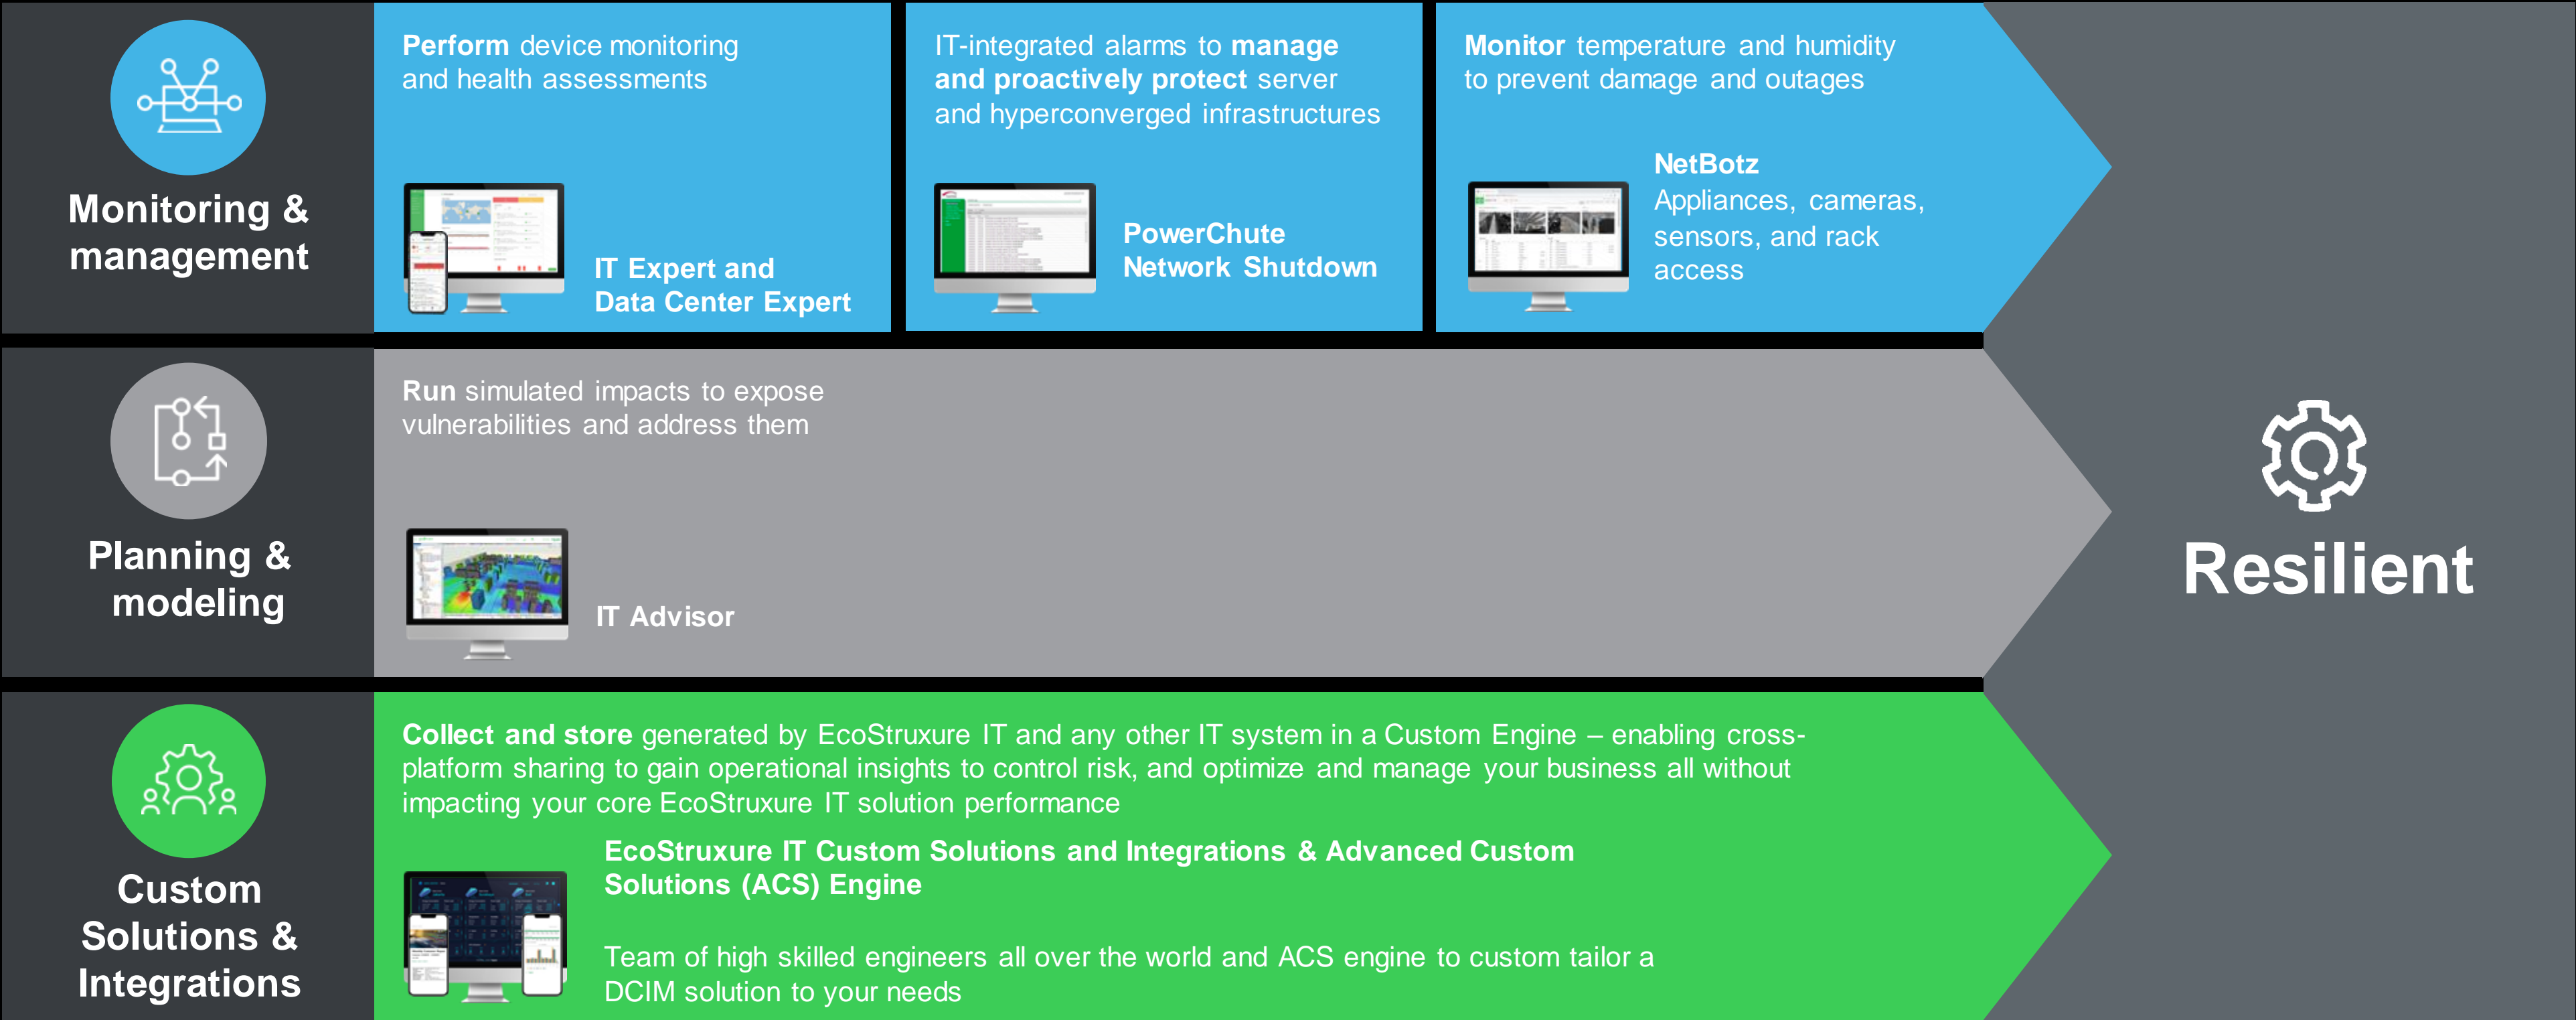 Monitoring &
management
Perform device monitoring
and health assessments
IT Expert and
Data Center Expert
IT-integrated alarms to manage
and proactively protect server
and hyperconverged infrastructures
PowerChute
Network Shutdown
Monitor temperature and humidity
to prevent damage and outages
NetBotz
Appliances, cameras,
sensors, and rack
access
Planning &
modeling
Run simulated impacts to expose
vulnerabilities and address them
IT Advisor
Custom
Solutions &
Integrations
Collect and store generated by EcoStruxure IT and any other IT system in a Custom Engine – enabling cross-
platform sharing to gain operational insights to control risk, and optimize and manage your business all without
impacting your core EcoStruxure IT solution performance
EcoStruxure IT Custom Solutions and Integrations & Advanced Custom
Solutions (ACS) Engine
Team of high skilled engineers all over the world and ACS engine to custom tailor a
DCIM solution to your needs
Resilient